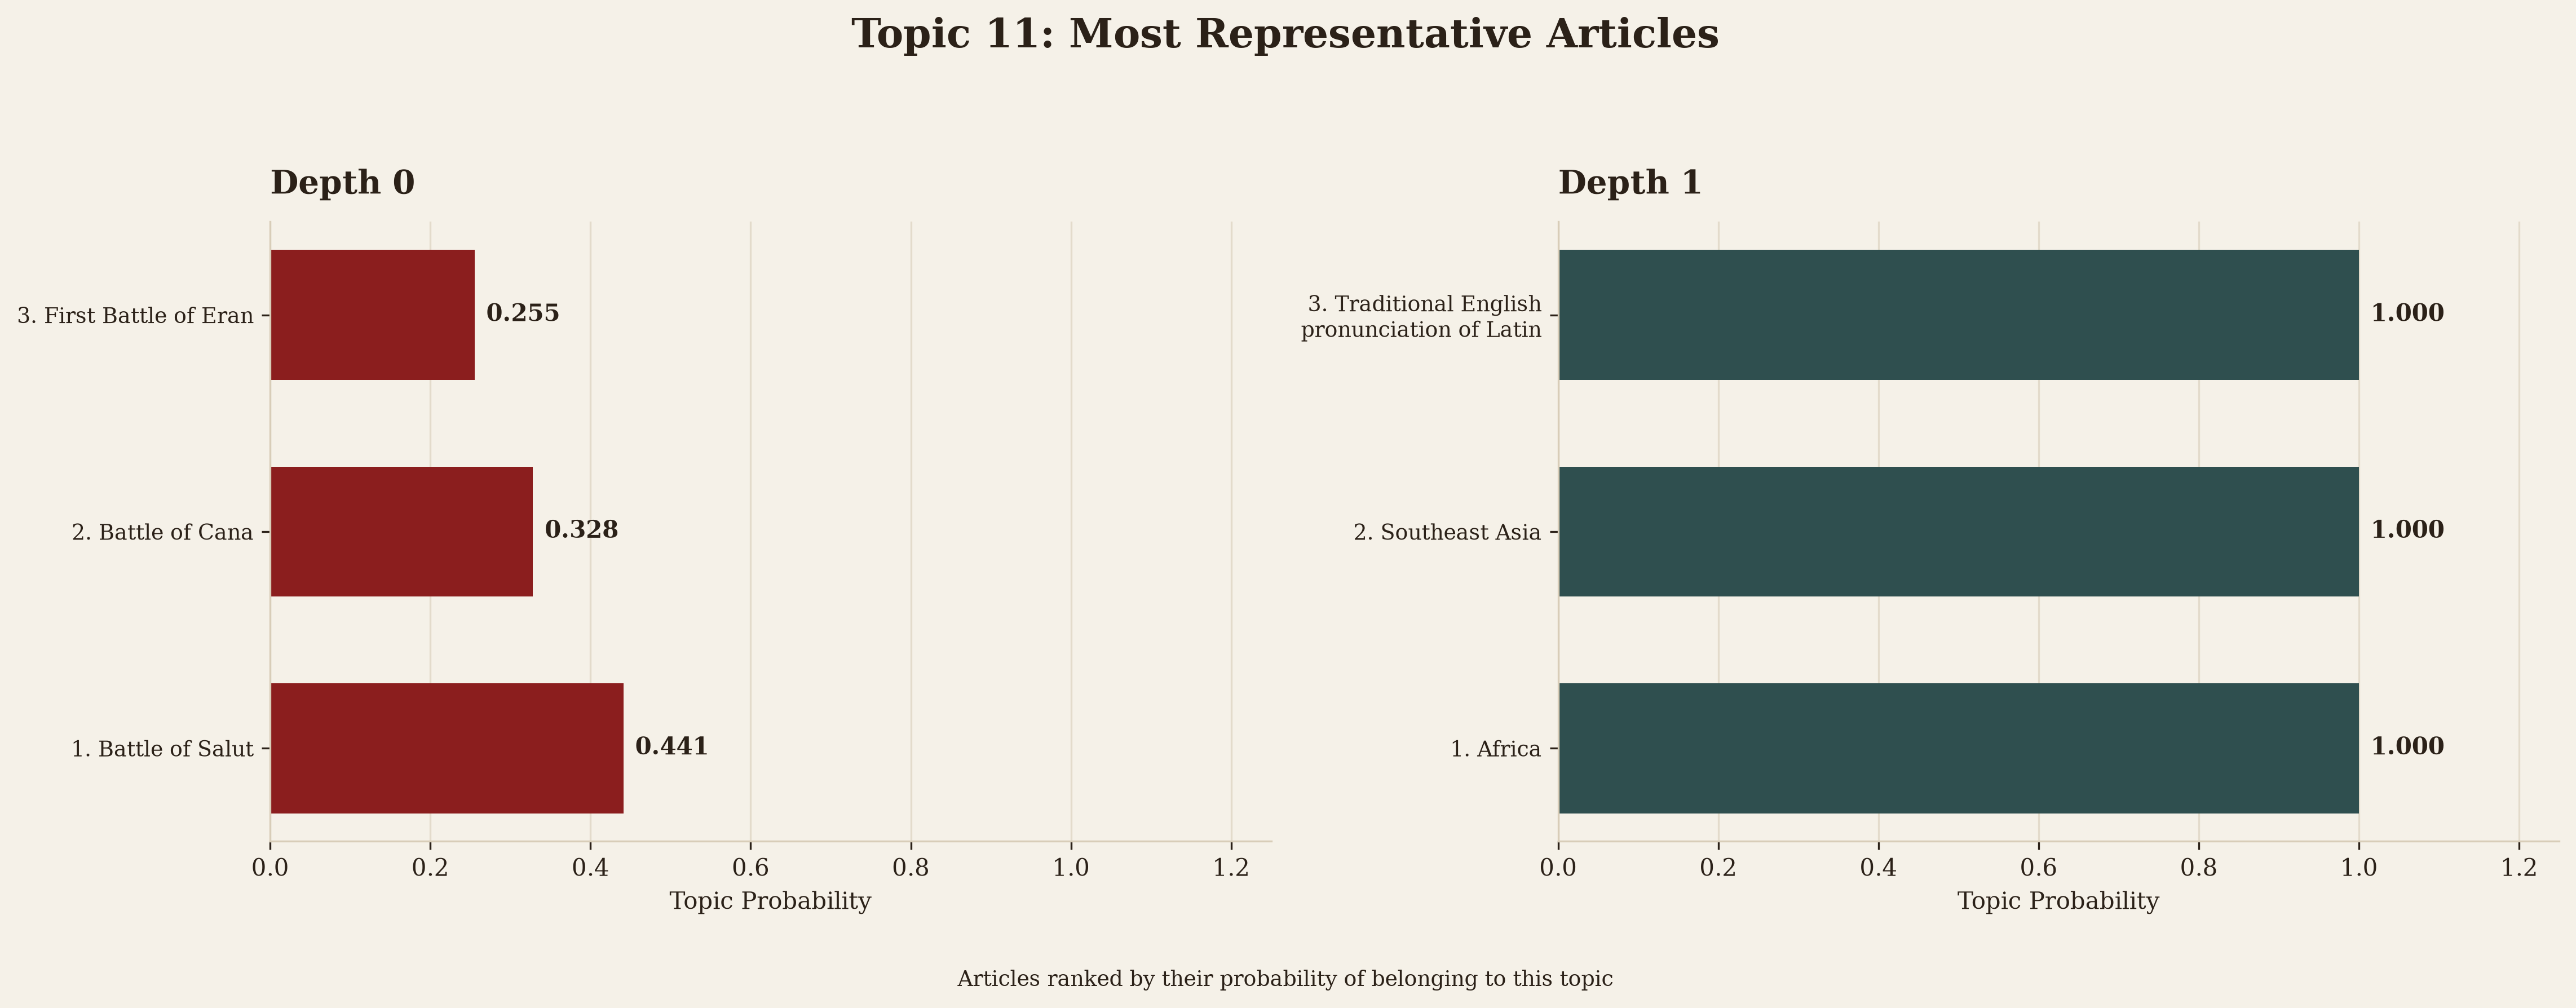 Topic 11: Most Representative Articles
Depth 0
3. First Battle of Eran
0.255
2. Battle of Cana
0.328
1. Battle of Salut
0.441
0.0 0.2 0.4 0.6 0.8 1.0 1.2
Topic Probability
Depth 1
3. Traditional English
pronunciation of Latin
1.000
2. Southeast Asia
1.000
1. Africa
1.000
0.0 0.2 0.4 0.6 0.8 1.0 1.2
Topic Probability
Articles ranked by their probability of belonging to this topic